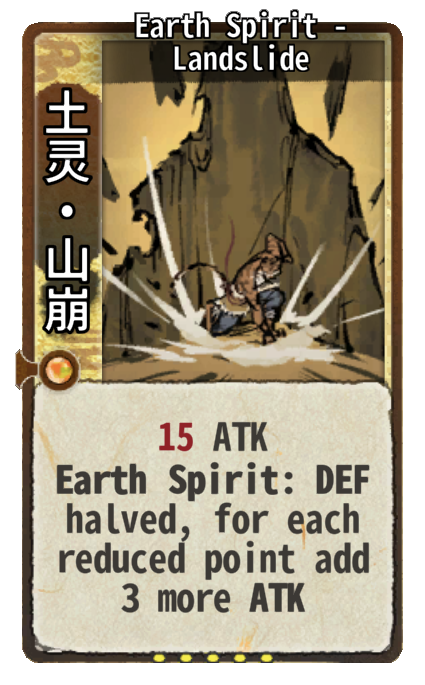 Earth Spirit -
Landslide
土灵·山崩
15 ATK
Earth Spirit: DEF
halved, for each
reduced point add
3 more ATK